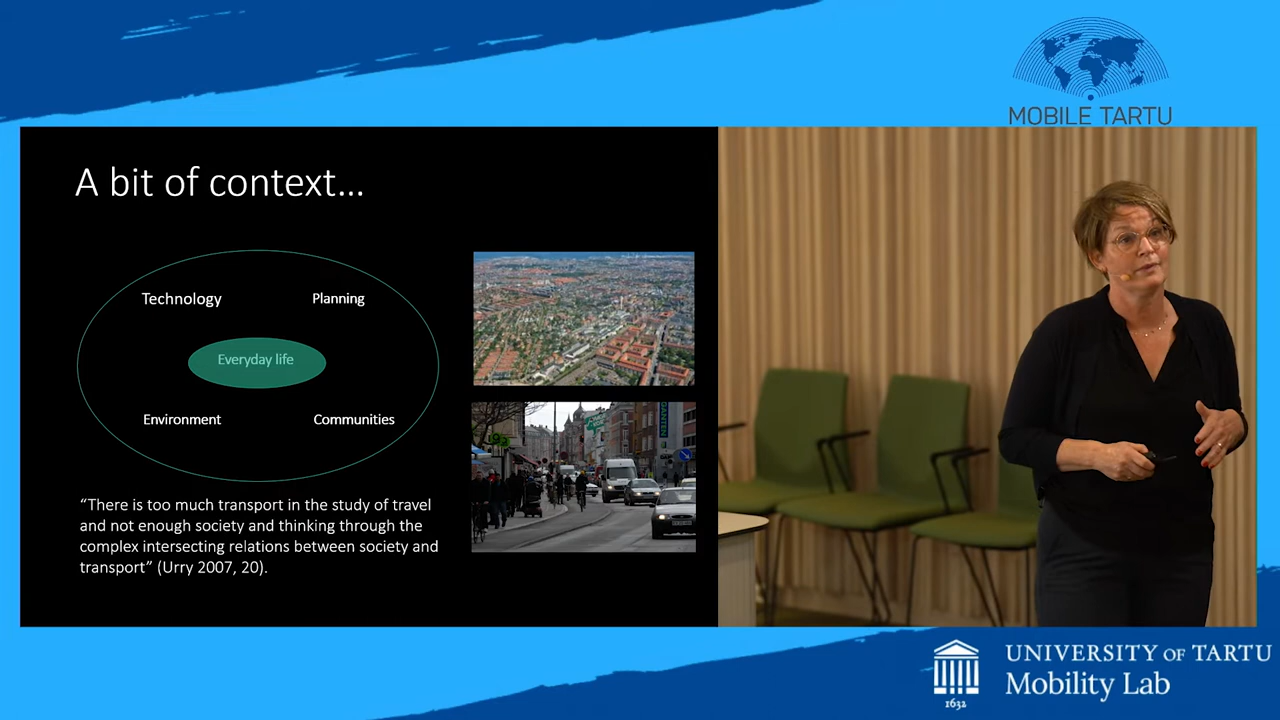 MOBILE TARTU
A bit of context...
Technology
Planning
Everyday life
Environment
Communities
“There is too much transport in the study of travel
and not enough society and thinking through the
complex intersecting relations between society and
transport” (Urry 2007, 20).
UNIVERSITY OF TARTU
Mobility Lab
1632